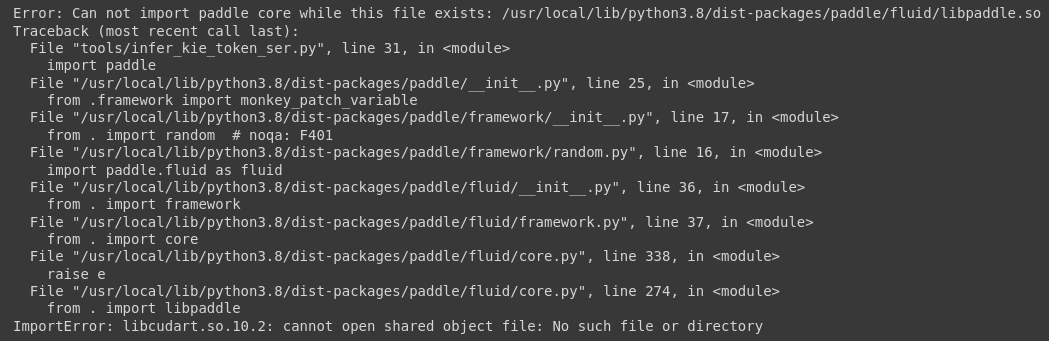 Error: Can not import paddle core while this file exists: /usr/local/lib/python3.8/dist-packages/paddle/fluid/libpaddle.so
Traceback (most recent call last):
  File "tools/infer_kie_token_ser.py", line 31, in <module>
    import paddle
  File "/usr/local/lib/python3.8/dist-packages/paddle/__init__.py", line 25, in <module>
    from .framework import monkey_patch_variable
  File "/usr/local/lib/python3.8/dist-packages/paddle/framework/__init__.py", line 17, in <module>
    from . import random  # noqa: F401
  File "/usr/local/lib/python3.8/dist-packages/paddle/framework/random.py", line 16, in <module>
    import paddle.fluid as fluid
  File "/usr/local/lib/python3.8/dist-packages/paddle/fluid/__init__.py", line 36, in <module>
    from . import framework
  File "/usr/local/lib/python3.8/dist-packages/paddle/fluid/framework.py", line 37, in <module>
    from . import core
  File "/usr/local/lib/python3.8/dist-packages/paddle/fluid/core.py", line 338, in <module>
    raise e
  File "/usr/local/lib/python3.8/dist-packages/paddle/fluid/core.py", line 274, in <module>
    from . import libpaddle
ImportError: libcudart.so.10.2: cannot open shared object file: No such file or directory